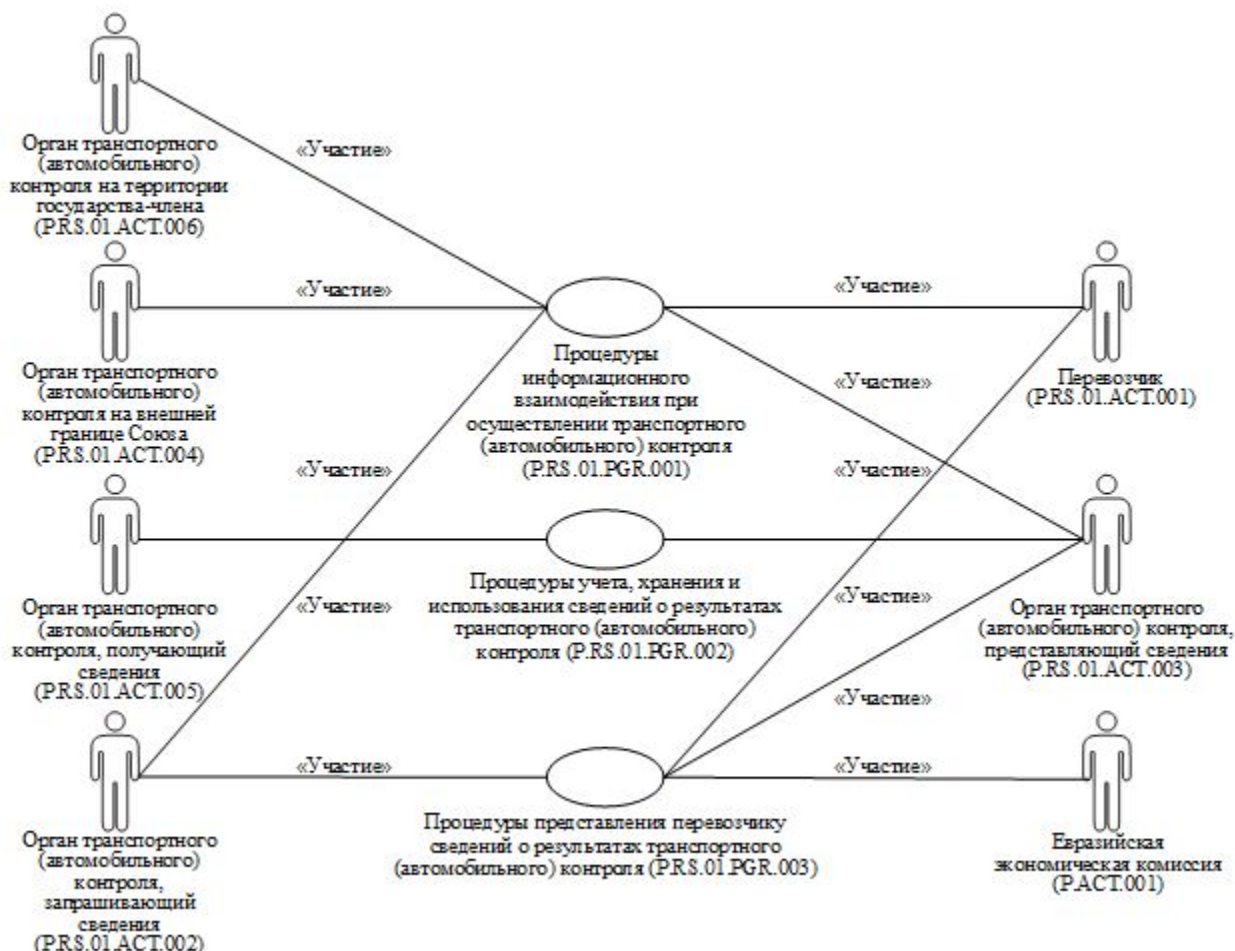 Орган транспортного
(автомобильного)
контроля на территории
государства-члена
(P.RS.01.ACT.006)
«Участие»
Орган транспортного
(автомобильного)
контроля на внешней
границе Союза
(P.RS.01.ACT.004)
«Участие»
«Участие»
Процедуры
информационного
взаимодействия при
осуществлении транспортного
(автомобильного) контроля
(P.RS.01.PGR.001)
Перевозчик
(P.RS.01.ACT.001)
«Участие»
«Участие»
«Участие»
Орган транспортного
(автомобильного)
контроля, получающий
сведения
(P.RS.01.ACT.005)
«Участие»
Процедуры учета, хранения и
использования сведений о результатах
транспортного (автомобильного)
контроля (P.RS.01.PGR.002)
«Участие»
Орган транспортного
(автомобильного) контроля,
представляющий сведения
(P.RS.01.ACT.003)
«Участие»
«Участие»
«Участие»
Орган транспортного
(автомобильного)
контроля,
запрашивающий
сведения
(P.RS.01.ACT.002)
Процедуры представления перевозчику
сведений о результатах транспортного
(автомобильного) контроля (P.RS.01.PGR.003)
Евразийская
экономическая комиссия
(P.ACT.001)